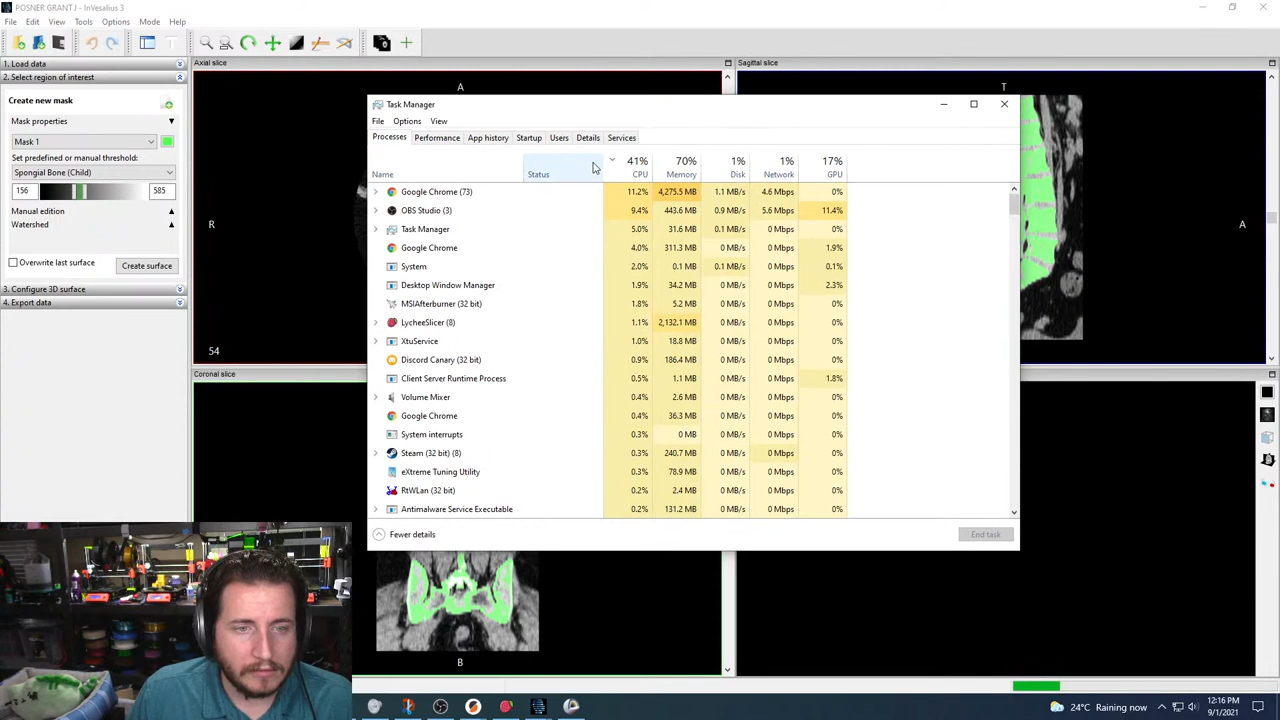 POSNER GRANT J - InVesalius 3
File Edit View Tools Options Mode Help
1. Load data
2. Select region of interest
Create new mask
Mask properties
Mask 1
Set predefined or manual threshold:
Spongial Bone (Child)
156 585
Manual edition
Watershed
Overwrite last surface Create surface
3. Configure 3D surface
4. Export data
Axial slice
A
R
54
Sagittal slice
T
A
Coronal slice
B
Task Manager
File Options View
Processes Performance App history Startup Users Details Services
41% 70% 1% 1% 17%
Name Status CPU Memory Disk Network GPU
Google Chrome (73) 11.2% 4,275.5 MB 1.1 MB/s 4.6 Mbps 0%
OBS Studio (3) 9.4% 443.6 MB 0.9 MB/s 5.6 Mbps 11.4%
Task Manager 5.0% 31.6 MB 0.1 MB/s 0 Mbps 0%
Google Chrome 4.0% 311.3 MB 0 MB/s 0 Mbps 1.9%
System 2.0% 0.1 MB 0.1 MB/s 0 Mbps 0.1%
Desktop Window Manager 1.9% 34.2 MB 0 MB/s 0 Mbps 2.3%
MSIAfterburner (32 bit) 1.8% 5.2 MB 0 MB/s 0 Mbps 0%
LycheeSlicer (8) 1.1% 2,132.1 MB 0 MB/s 0 Mbps 0%
XtuService 1.0% 18.8 MB 0 MB/s 0 Mbps 0%
Discord Canary (32 bit) 0.9% 186.4 MB 0 MB/s 0 Mbps 0%
Client Server Runtime Process 0.5% 1.1 MB 0 MB/s 0 Mbps 1.8%
Volume Mixer 0.4% 2.6 MB 0 MB/s 0 Mbps 0%
Google Chrome 0.4% 36.3 MB 0 MB/s 0 Mbps 0%
System interrupts 0.3% 0 MB 0 MB/s 0 Mbps 0%
Steam (32 bit) (8) 0.3% 240.7 MB 0 MB/s 0 Mbps 0%
eXtreme Tuning Utility 0.3% 78.9 MB 0 MB/s 0 Mbps 0%
RtWLan (32 bit) 0.2% 2.4 MB 0 MB/s 0 Mbps 0%
Antimalware Service Executable 0.2% 131.2 MB 0 MB/s 0 Mbps 0%
Fewer details End task
24°C Raining now
12:16 PM
9/1/2021